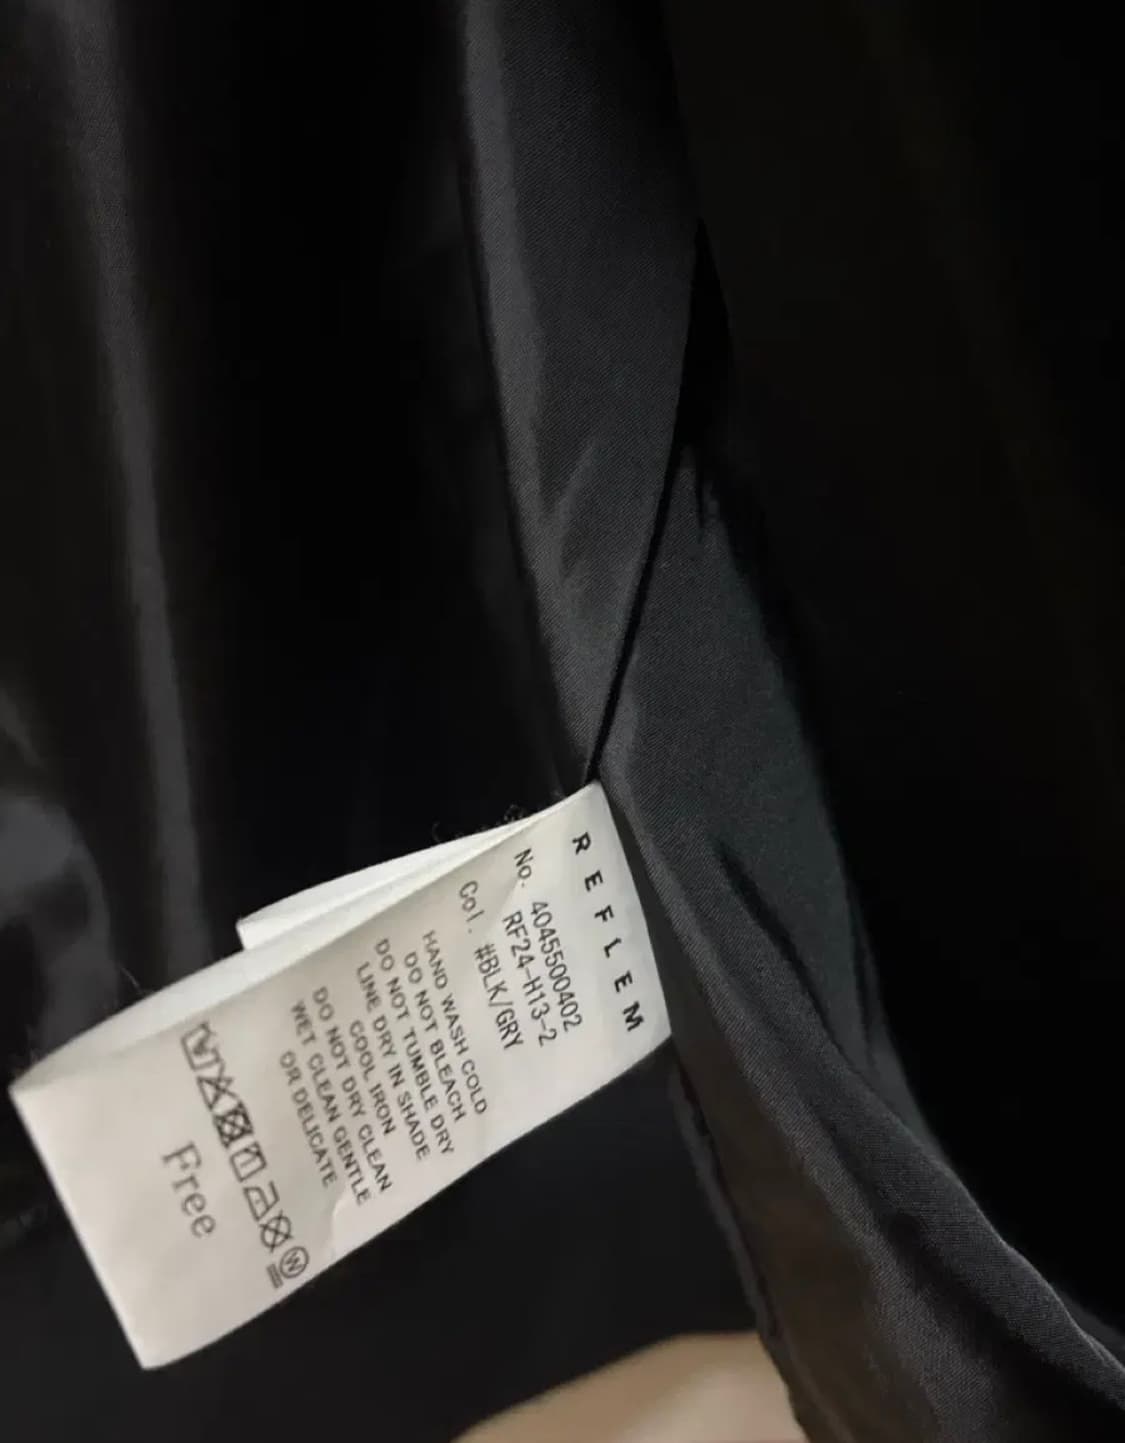 REFLEM
No. 4045500402
RF24-H13-2
Col. #BLK/GRY
HAND WASH COLD
DO NOT BLEACH
DO NOT TUMBLE DRY
LINE DRY IN SHADE
COOL IRON
DO NOT DRY CLEAN
WET CLEAN GENTLE
OR DELICATE
W
Free